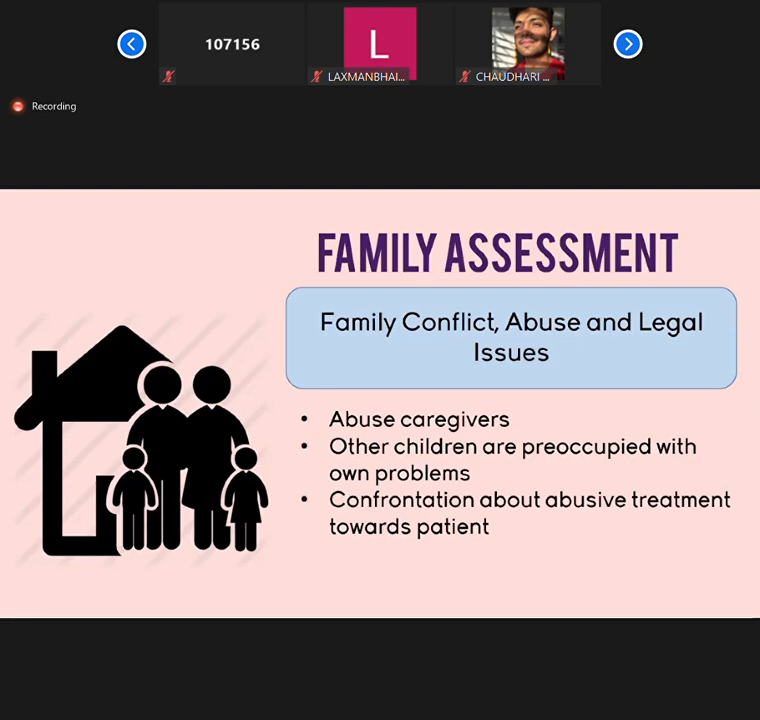 107156
L
LAXMANBHAI...
CHAUDHARI ...
Recording
FAMILY ASSESSMENT
Family Conflict, Abuse and Legal
Issues
• Abuse caregivers
• Other children are preoccupied with
own problems
• Confrontation about abusive treatment
towards patient